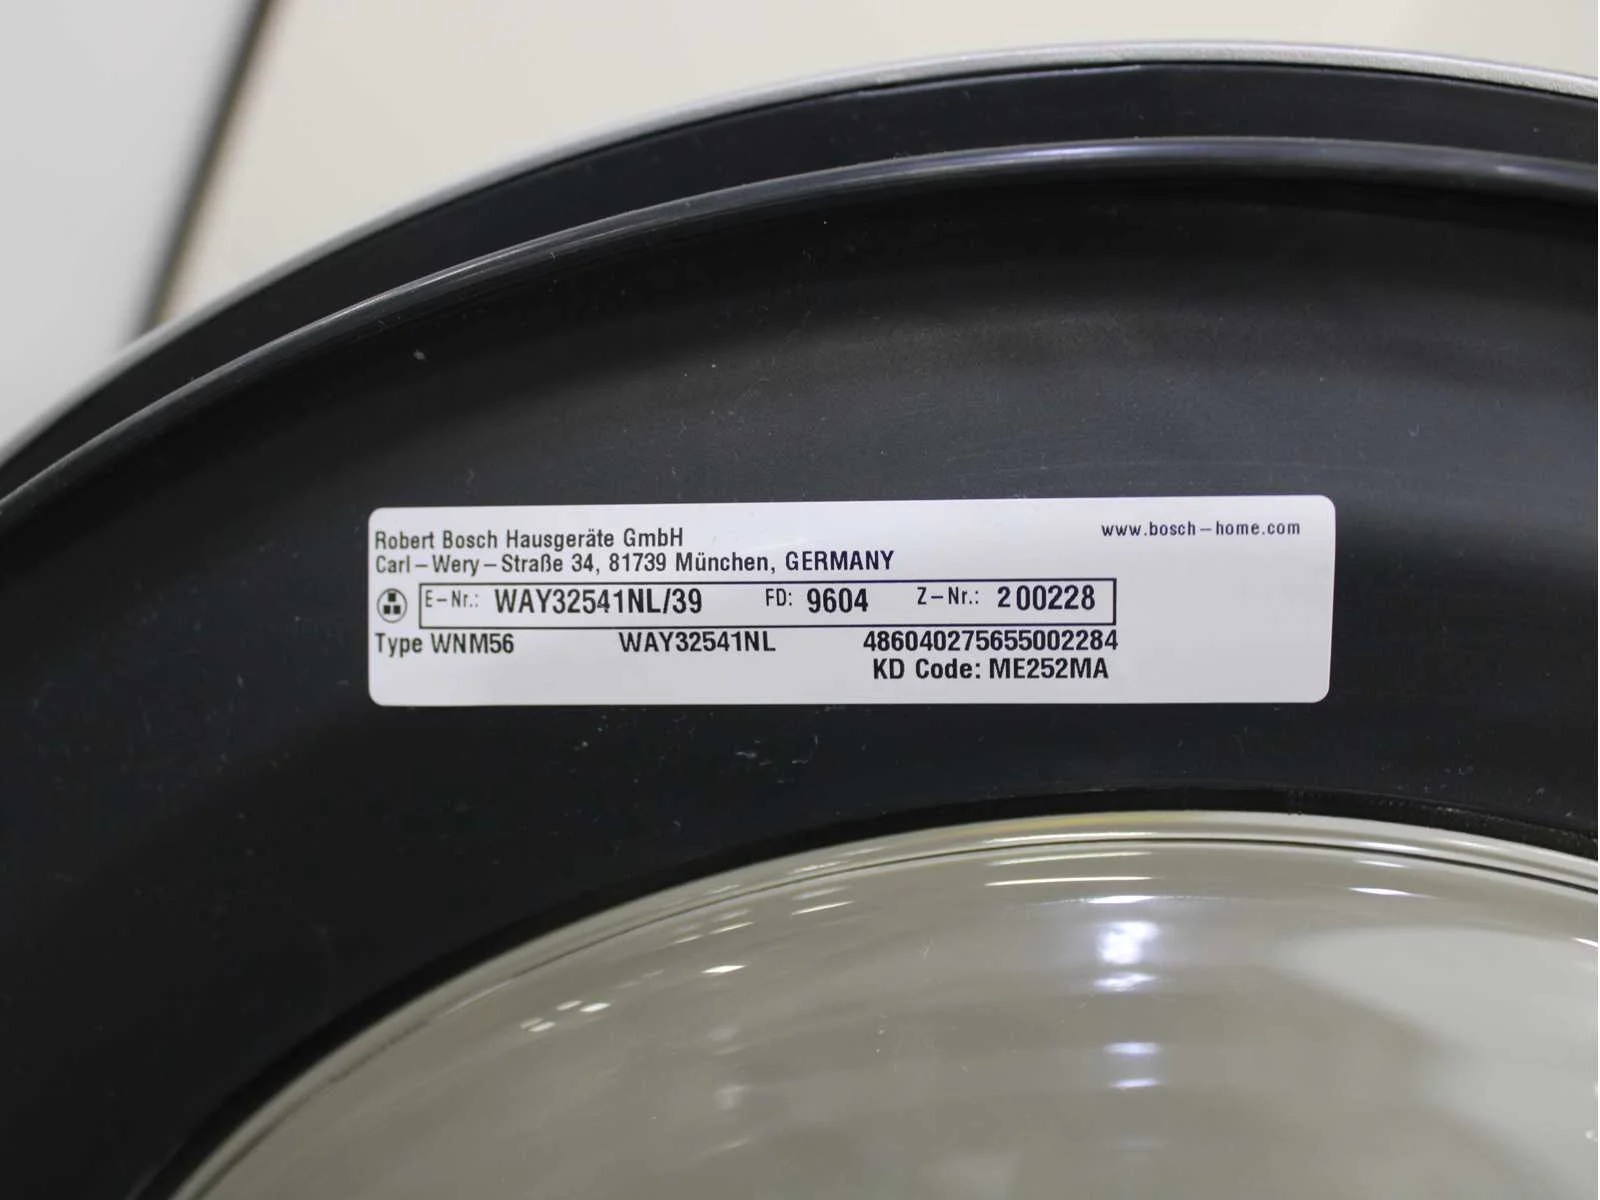 Robert Bosch Hausgeräte GmbH
www.bosch-home.com
Carl-Wery-Straße 34, 81739 München, GERMANY
E-Nr.: WAY32541NL/39 FD: 9604 Z-Nr.: 200228
Type WNM56 WAY32541NL 486040275655002284
KD Code: ME252MA